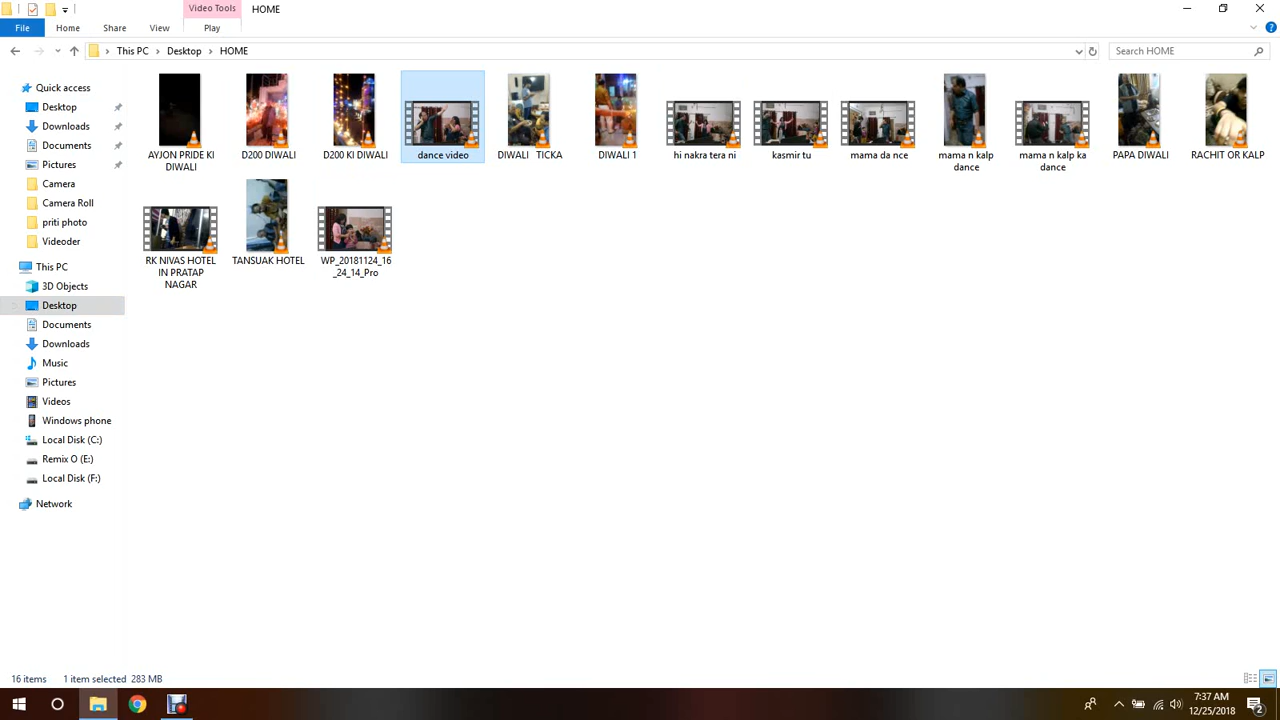 Video Tools
HOME
File
Home
Share
View
Play
This PC
Desktop
HOME
Search HOME
Quick access
Desktop
Downloads
Documents
Pictures
Camera
Camera Roll
priti photo
Videoder
This PC
3D Objects
Desktop
Documents
Downloads
Music
Pictures
Videos
Windows phone
Local Disk (C:)
Remix O (E:)
Local Disk (F:)
Network
AYJON PRIDE KI
DIWALI
D200 DIWALI
D200 KI DIWALI
dance video
DIWALI TICKA
DIWALI 1
hi nakra tera ni
kasmir tu
mama da nce
mama n kalp
dance
mama n kalp ka
dance
PAPA DIWALI
RACHIT OR KALP
RK NIVAS HOTEL
IN PRATAP
NAGAR
TANSUAK HOTEL
WP_20181124_16
_24_14_Pro
16 items
1 item selected 283 MB
7:37 AM
12/25/2018
2